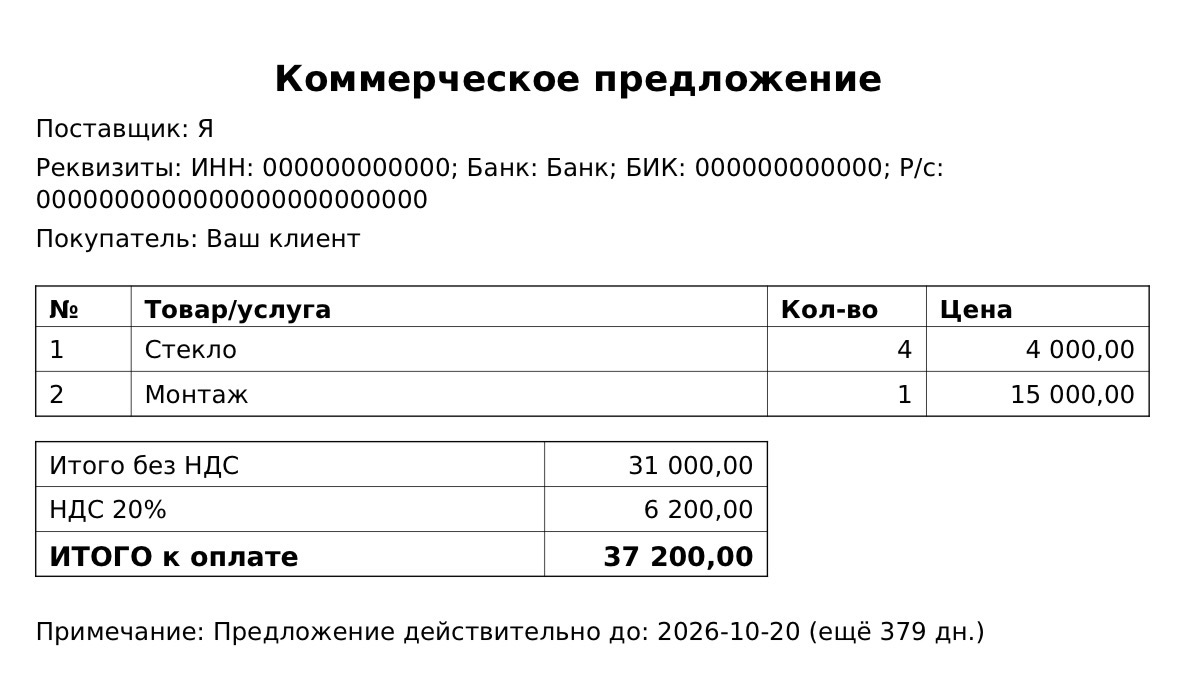 Коммерческое предложение
Поставщик: Я
Реквизиты: ИНН: 000000000000; Банк: Банк; БИК: 000000000000; Р/с:
0000000000000000000000000
Покупатель: Ваш клиент
№ Товар/услуга Кол-во Цена
1 Стекло 4 4 000,00
2 Монтаж 1 15 000,00
Итого без НДС 31 000,00
НДС 20% 6 200,00
ИТОГО к оплате 37 200,00
Примечание: Предложение действительно до: 2026-10-20 (ещё 379 дн.)